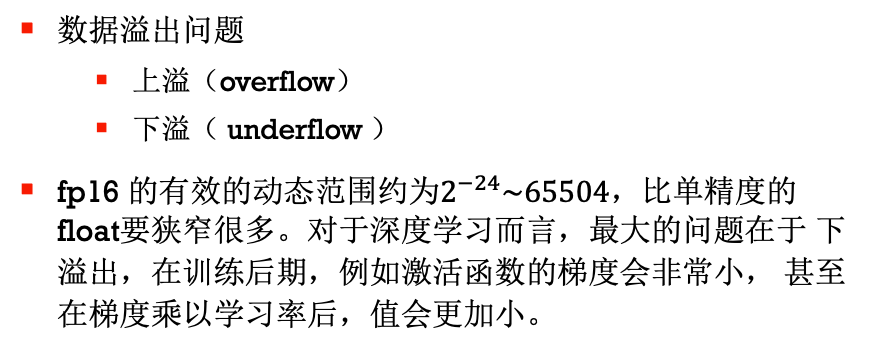 ▪ 数据溢出问题
▪ 上溢（overflow）
▪ 下溢（ underflow ）
▪ fp16 的有效的动态范围约为2⁻²⁴~65504，比单精度的
float要狭窄很多。对于深度学习而言，最大的问题在于 下
溢出，在训练后期，例如激活函数的梯度会非常小， 甚至
在梯度乘以学习率后，值会更加小。